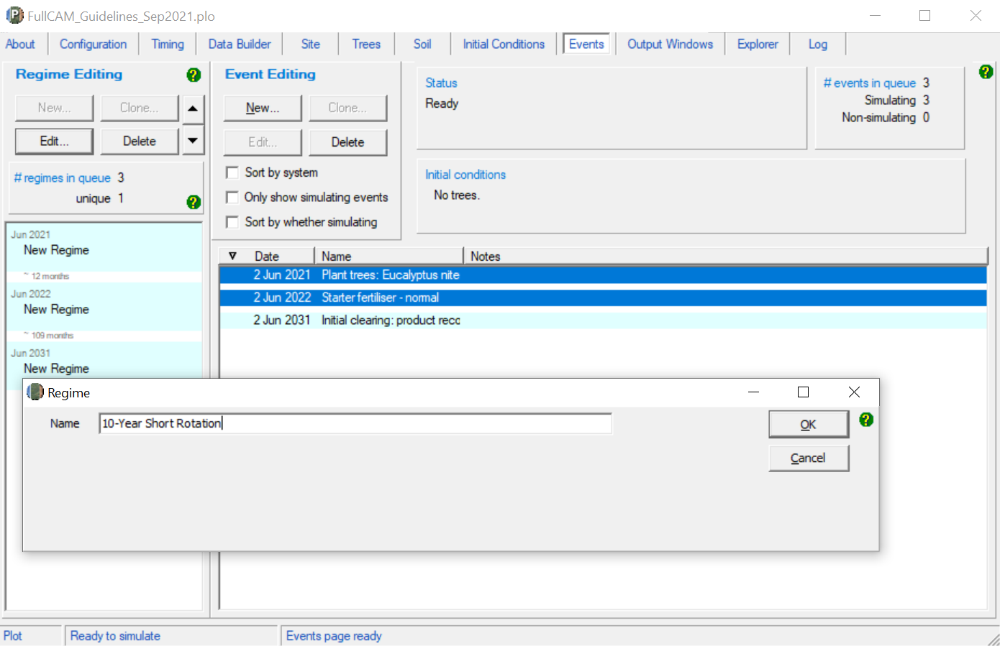 FullCAM_Guidelines_Sep2021.plo
About Configuration Timing Data Builder Site Trees Soil Initial Conditions Events Output Windows Explorer Log
Regime Editing
New... Clone...
Edit... Delete
# regimes in queue 3
unique 1
Jun 2021
New Regime
~ 12 months
Jun 2022
New Regime
~ 109 months
Jun 2031
New Regime
Event Editing
New... Clone...
Edit... Delete
Sort by system
Only show simulating events
Sort by whether simulating
Status
Ready
# events in queue 3
Simulating 3
Non-simulating 0
Initial conditions
No trees.
Date Name Notes
2 Jun 2021 Plant trees: Eucalyptus nite
2 Jun 2022 Starter fertiliser - normal
2 Jun 2031 Initial clearing: product reco
Regime
Name 10-Year Short Rotation
OK
Cancel
Plot Ready to simulate Events page ready